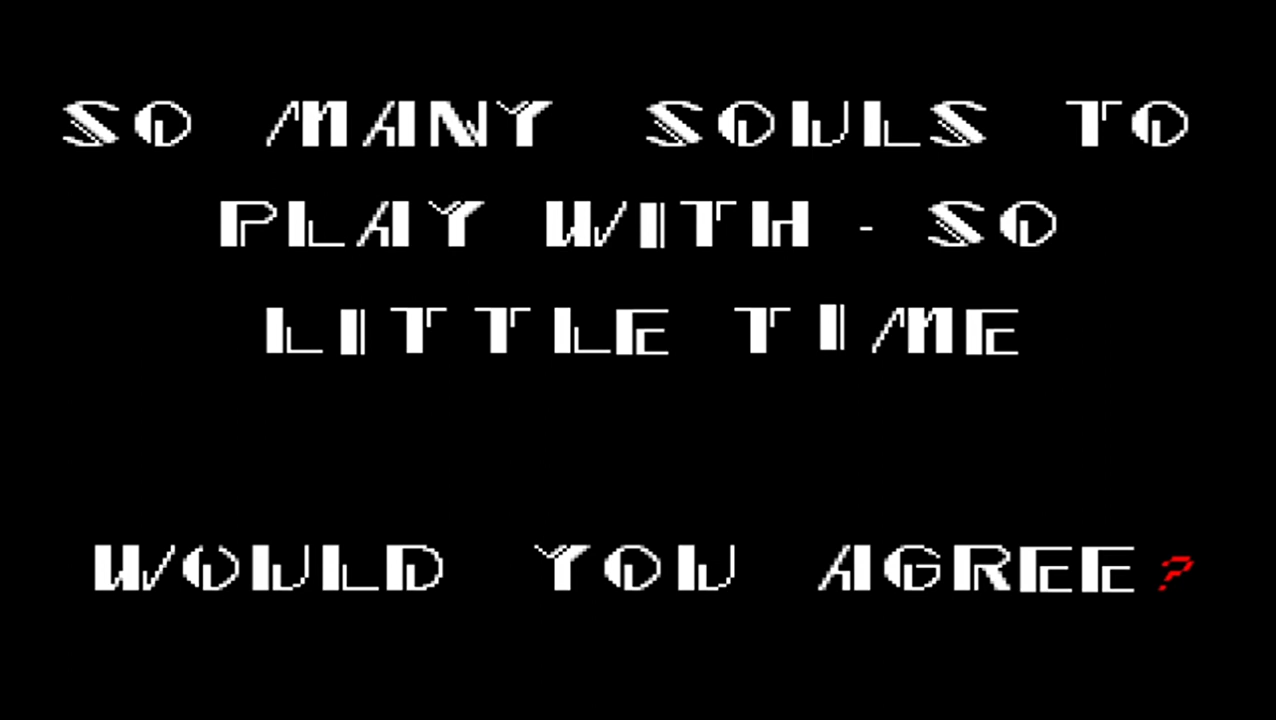 SO MANY SOULS TO
PLAY WITH - SO
LITTLE TIME
WOULD YOU AGREE?